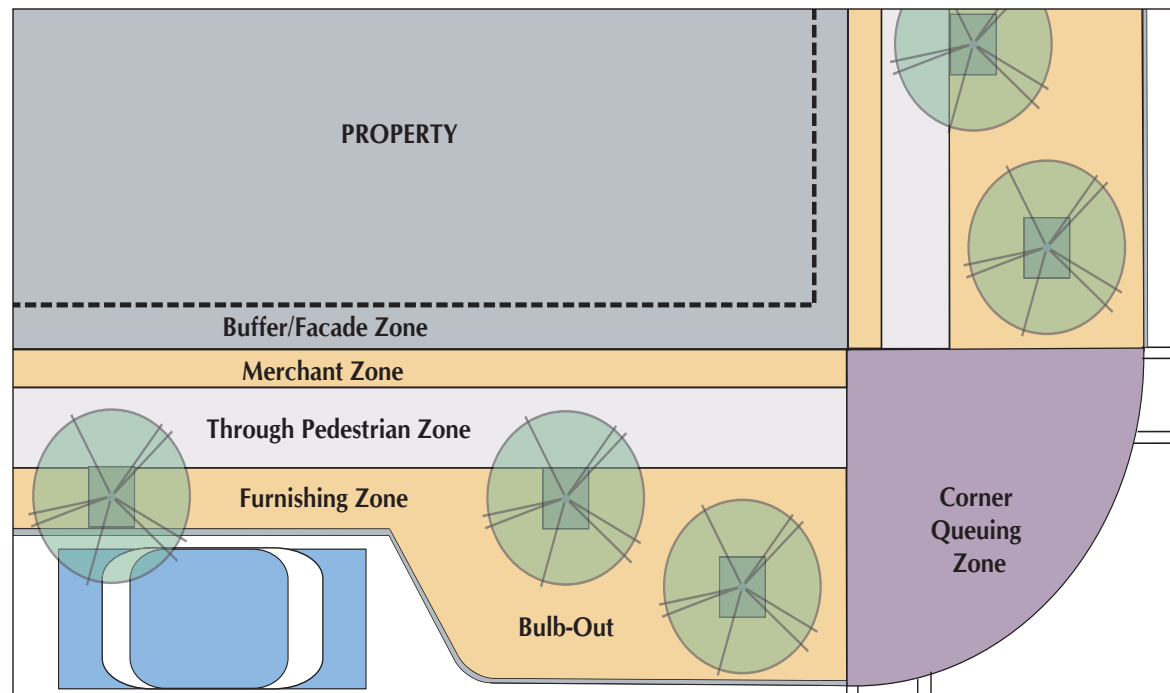 PROPERTY
Buffer/Facade Zone
Merchant Zone
Through Pedestrian Zone
Furnishing Zone
Corner
Queuing
Zone
Bulb-Out